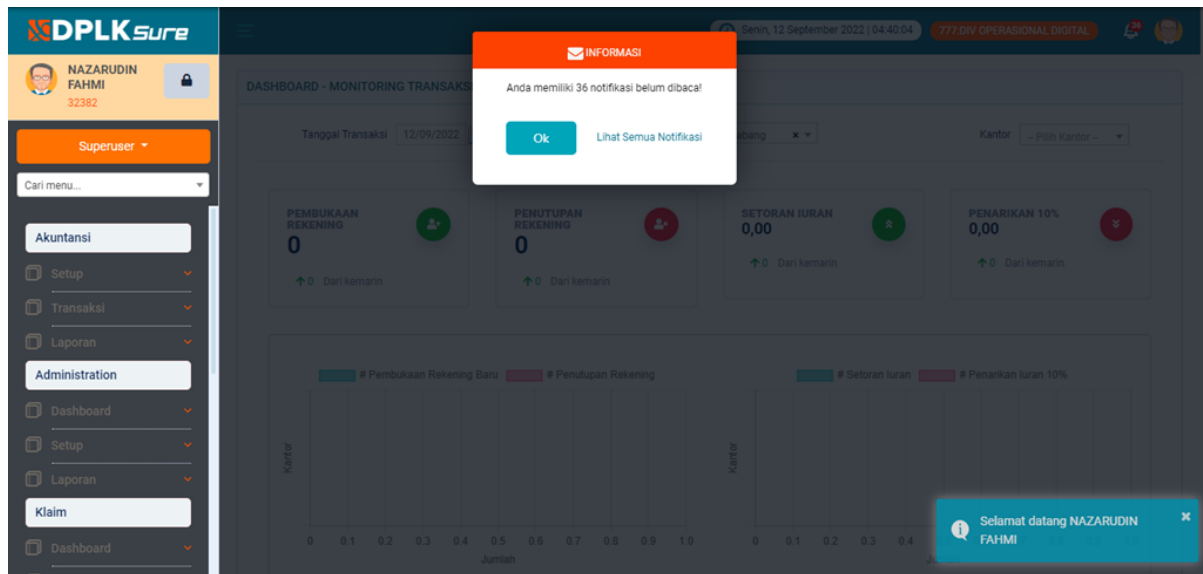 DPLKSure
NAZARUDIN
FAHMI
32382
Superuser
Cari menu...
Akuntansi
Setup
Transaksi
Laporan
Administration
Dashboard
Setup
Laporan
Klaim
Dashboard
Senin, 12 September 2022 | 04:40:04
777:DIV OPERASIONAL DIGITAL
36
INFORMASI
Anda memiliki 36 notifikasi belum dibaca!
Ok
Lihat Semua Notifikasi
DASHBOARD - MONITORING TRANSAKS
Tanggal Transaksi
12/09/2022
abang
×
Kantor
-- Pilih Kantor --
PEMBUKAAN
REKENING
0
0 Dari kemarin
PENUTUPAN
REKENING
0
0 Dari kemarin
SETORAN IURAN
0,00
0 Dari kemarin
PENARIKAN 10%
0,00
0 Dari kemarin
# Pembukaan Rekening Baru # Penutupan Rekening
Kantor
0 0.1 0.2 0.3 0.4 0.5 0.6 0.7 0.8 0.9 1.0
Jumlah
# Setoran Iuran # Penarikan Iuran 10%
Kantor
0 0.1 0.2 0.3 0.4
Selamat datang NAZARUDIN
FAHMI
×